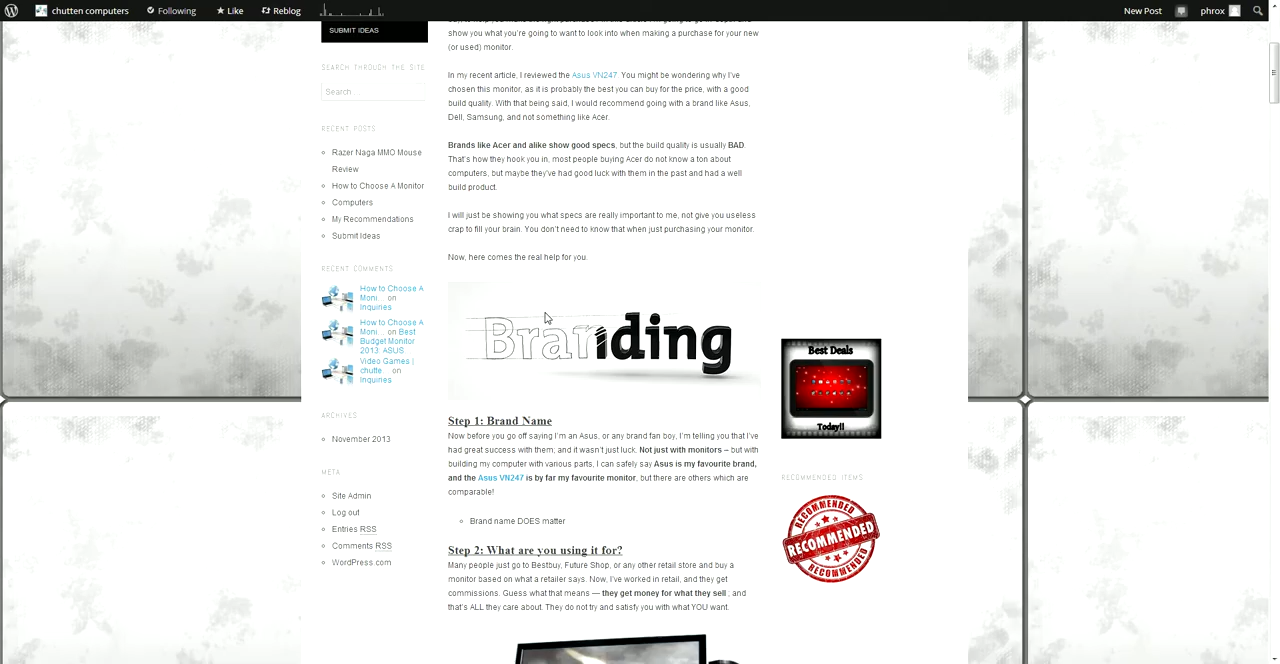 chutten computers Following Like Reblog New Post phrox
SUBMIT IDEAS
SEARCH THROUGH THE SITE
Search …
RECENT POSTS
Razer Naga MMO Mouse
Review
How to Choose A Monitor
Computers
My Recommendations
Submit Ideas
RECENT COMMENTS
How to Choose A
Moni… on
Inquiries
How to Choose A
Moni… on Best
Budget Monitor
2013: ASUS
Video Games |
chutte… on
Inquiries
ARCHIVES
November 2013
META
Site Admin
Log out
Entries RSS
Comments RSS
WordPress.com
show you what you're going to want to look into when making a purchase for your new
(or used) monitor.
In my recent article, I reviewed the Asus VN247. You might be wondering why I've
chosen this monitor, as it is probably the best you can buy for the price, with a good
build quality. With that being said, I would recommend going with a brand like Asus,
Dell, Samsung, and not something like Acer.
Brands like Acer and alike show good specs, but the build quality is usually BAD.
That's how they hook you in, most people buying Acer do not know a ton about
computers, but maybe they've had good luck with them in the past and had a well
build product.
I will just be showing you what specs are really important to me, not give you useless
crap to fill your brain. You don't need to know that when just purchasing your monitor.
Now, here comes the real help for you.
Branding
Step 1: Brand Name
Now before you go off saying I'm an Asus, or any brand fan boy, I'm telling you that I've
had great success with them; and it wasn't just luck. Not just with monitors – but with
building my computer with various parts, I can safely say Asus is my favourite brand,
and the Asus VN247 is by far my favourite monitor, but there are others which are
comparable!
Brand name DOES matter
Step 2: What are you using it for?
Many people just go to Bestbuy, Future Shop, or any other retail store and buy a
monitor based on what a retailer says. Now, I've worked in retail, and they get
commissions. Guess what that means — they get money for what they sell ; and
that's ALL they care about. They do not try and satisfy you with what YOU want.
Best Deals
Today!!
RECOMMENDED ITEMS
RECOMMENDED
RECOMMENDED
RECOMMENDED